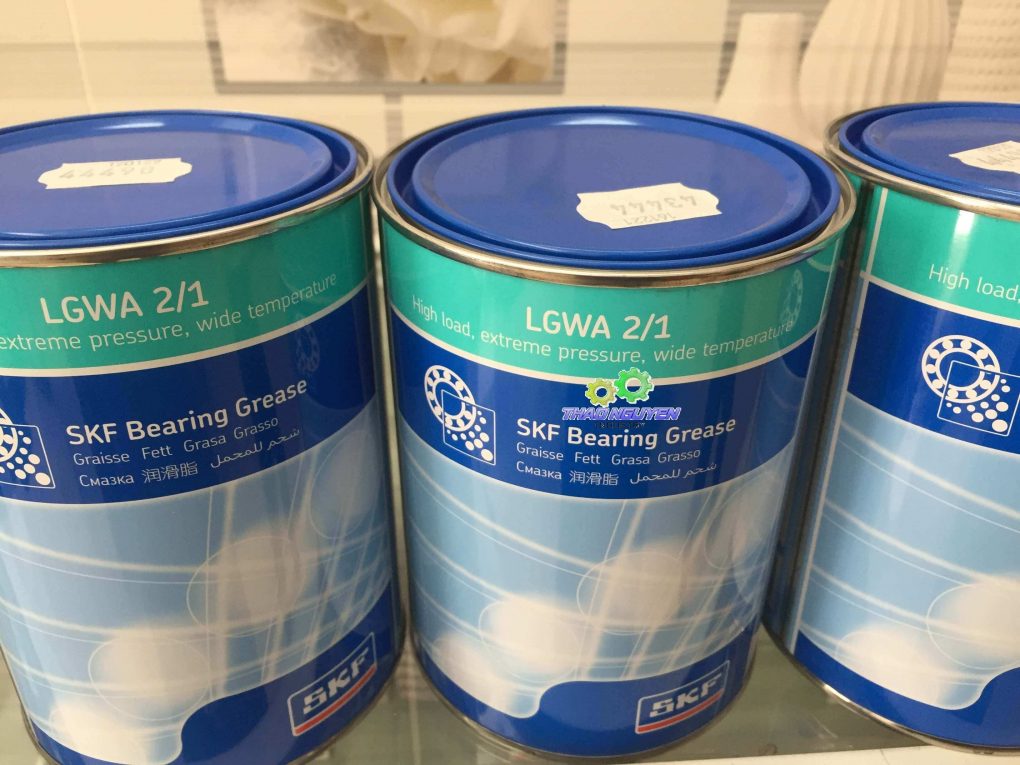 LGWA 2/1
extreme pressure, wide temperature
SKF Bearing Grease
Graisse Fett Grasa Grasso
Смазка 润滑脂 شحم للمحمل
SKF
43444
161221
LGWA 2/1
High load, extreme pressure, wide temperature
THAO NGUYEN
SKF Bearing Grease
Graisse Fett Grasa Grasso
Смазка 润滑脂 شحم للمحمل
SKF
High load,